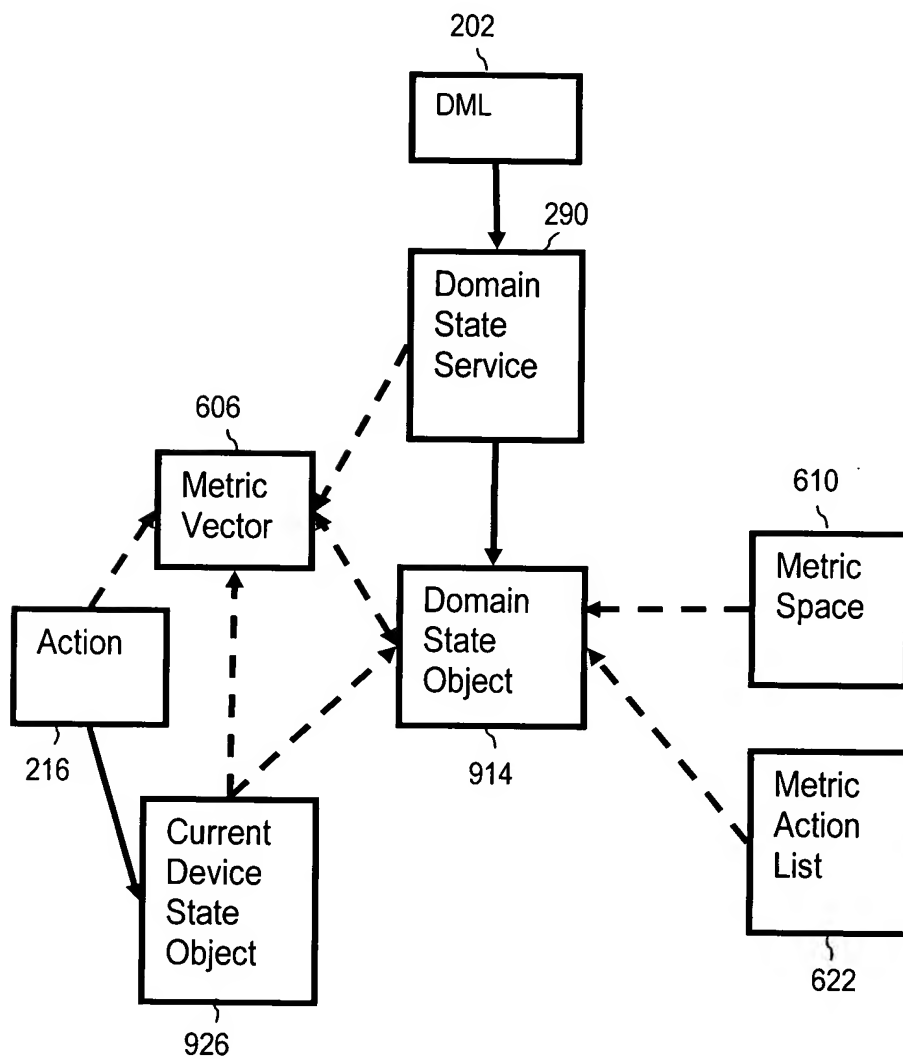 202
DML
290
Domain
State
Service
606
Metric
Vector
610
Metric
Space
Domain
State
Object
Action
216
914
Current
Device
State
Object
Metric
Action
List
622
926